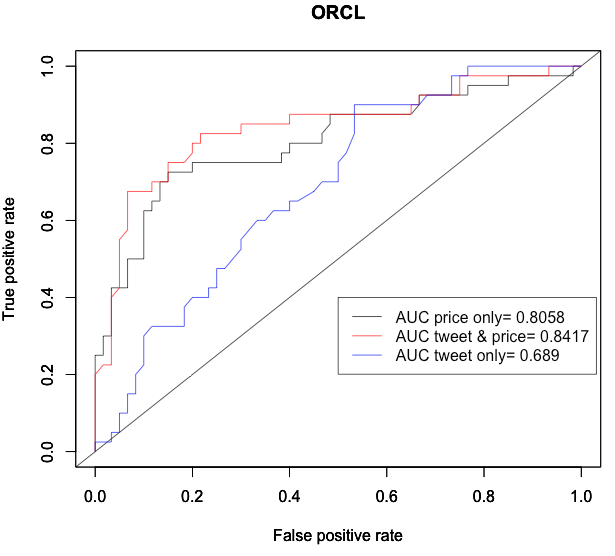 ORCL
True positive rate
1.0
0.8
0.6
0.4
0.2
0.0
AUC price only= 0.8058
AUC tweet & price= 0.8417
AUC tweet only= 0.689
0.0 0.2 0.4 0.6 0.8 1.0
False positive rate